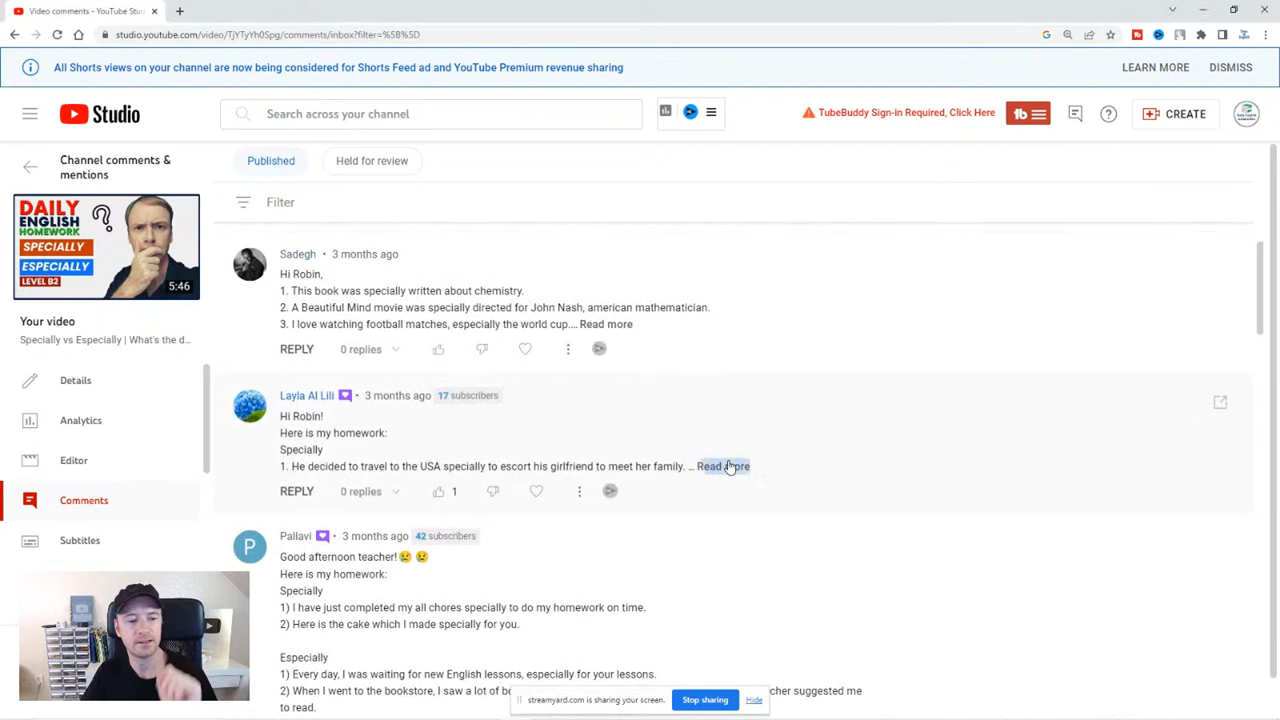 Video comments - YouTube Stud
studio.youtube.com/video/TjYTyYh0Spg/comments/inbox?filter=%5B%5D
All Shorts views on your channel are now being considered for Shorts Feed ad and YouTube Premium revenue sharing
LEARN MORE
DISMISS
Studio
Search across your channel
TubeBuddy Sign-in Required, Click Here
tb
CREATE
Channel comments &
mentions
Published
Held for review
Filter
DAILY
ENGLISH
HOMEWORK
SPECIALLY
ESPECIALLY
LEVEL B2
5:46
Your video
Specially vs Especially | What's the d...
Details
Analytics
Editor
Comments
Subtitles
Sadegh • 3 months ago
Hi Robin,
1. This book was specially written about chemistry.
2. A Beautiful Mind movie was specially directed for John Nash, american mathematician.
3. I love watching football matches, especially the world cup.... Read more
REPLY 0 replies
Layla Al Lili • 3 months ago 17 subscribers
Hi Robin!
Here is my homework:
Specially
1. He decided to travel to the USA specially to escort his girlfriend to meet her family. ... Read more
REPLY 0 replies 1
P
Pallavi • 3 months ago 42 subscribers
Good afternoon teacher!😢 😢
Here is my homework:
Specially
1) I have just completed my all chores specially to do my homework on time.
2) Here is the cake which I made specially for you.
Especially
1) Every day, I was waiting for new English lessons, especially for your lessons.
2) When I went to the bookstore, I saw a lot of cher suggested me
to read.
streamyard.com is sharing your screen.
Stop sharing
Hide